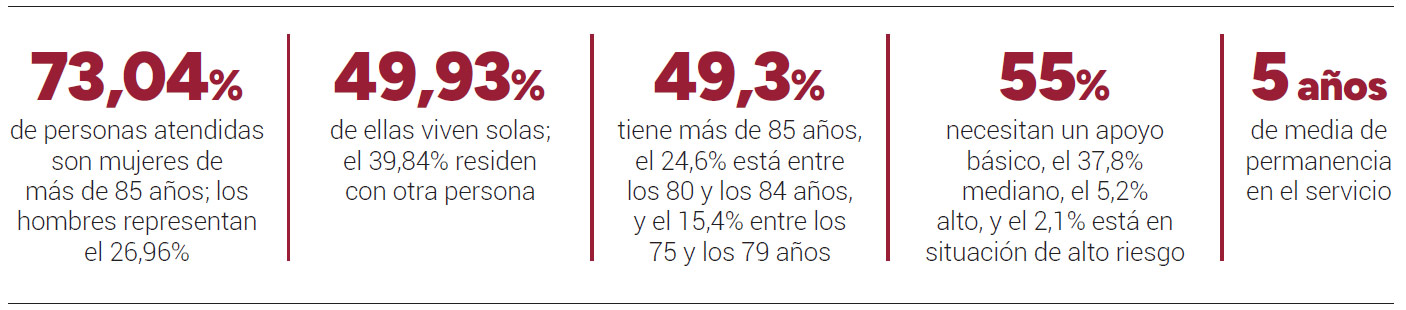 73,04%
de personas atendidas
son mujeres de
más de 85 años; los
hombres representan
el 26,96%
49,93%
de ellas viven solas;
el 39,84% residen
con otra persona
49,3%
tiene más de 85 años,
el 24,6% está entre
los 80 y los 84 años,
y el 15,4% entre los
75 y los 79 años
55%
necesitan un apoyo
básico, el 37,8%
mediano, el 5,2%
alto, y el 2,1% está en
situación de alto riesgo
5 años
de media de
permanencia
en el servicio